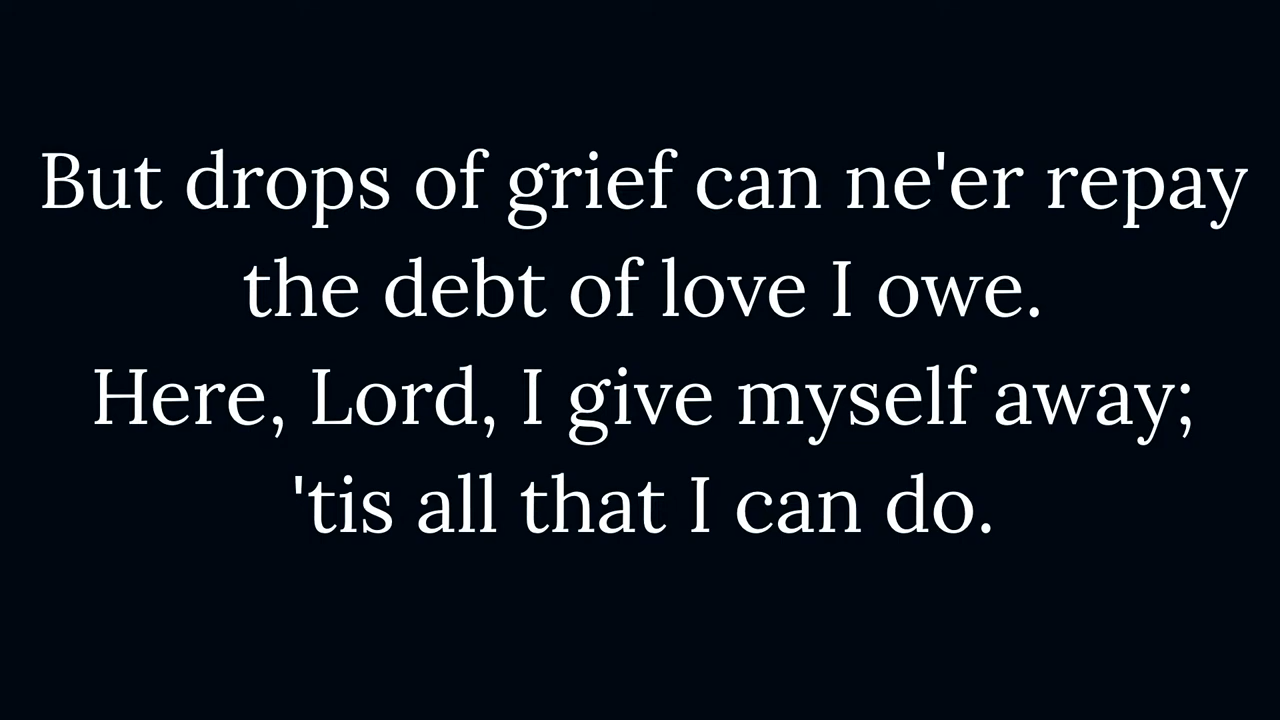 But drops of grief can ne'er repay
the debt of love I owe.
Here, Lord, I give myself away;
'tis all that I can do.